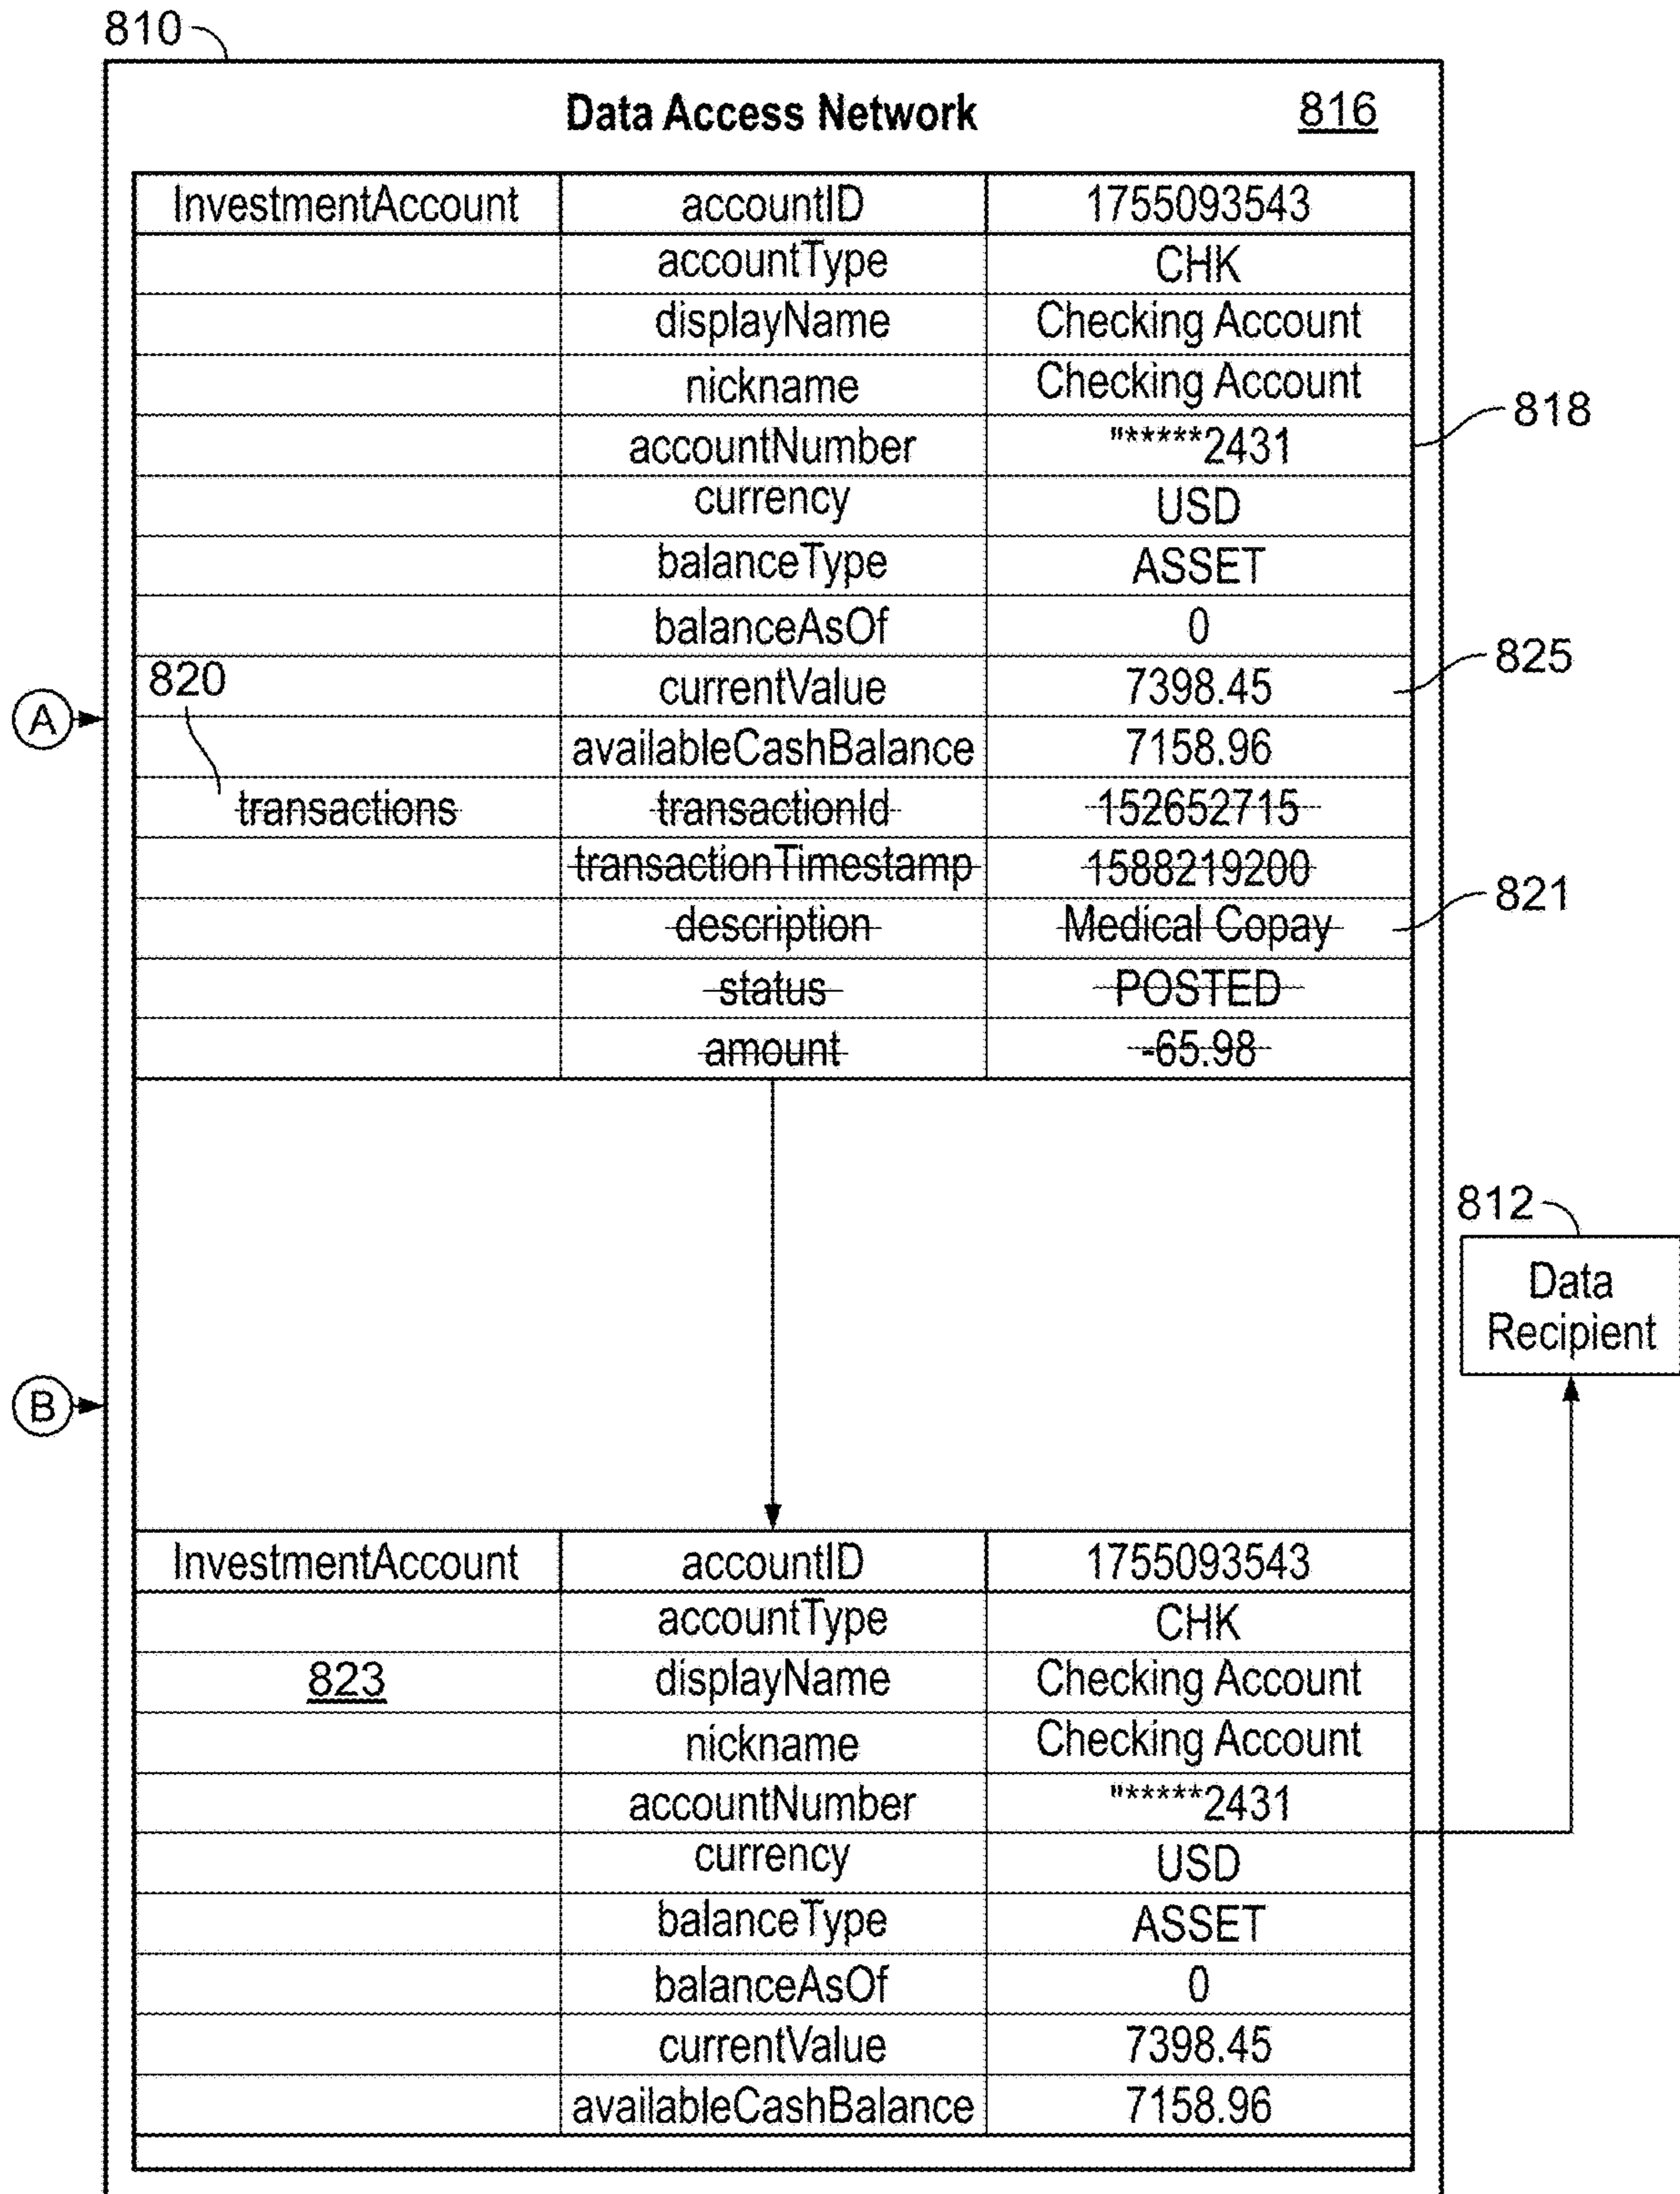 810
Data Access Network 816
InvestmentAccount accountID 1755093543
accountType CHK
displayName Checking Account
nickname Checking Account
818
accountNumber "*****2431
currency USD
balanceType ASSET
balanceAsOf 0
825
820
currentValue 7398.45
A
availableCashBalance 7158.96
transactions transactionId 152652715
transactionTimestamp 1588219200
821
description Medical Copay
status POSTED
amount -65.98
812
Data
Recipient
B
InvestmentAccount accountID 1755093543
accountType CHK
823 displayName Checking Account
nickname Checking Account
accountNumber "*****2431
currency USD
balanceType ASSET
balanceAsOf 0
currentValue 7398.45
availableCashBalance 7158.96